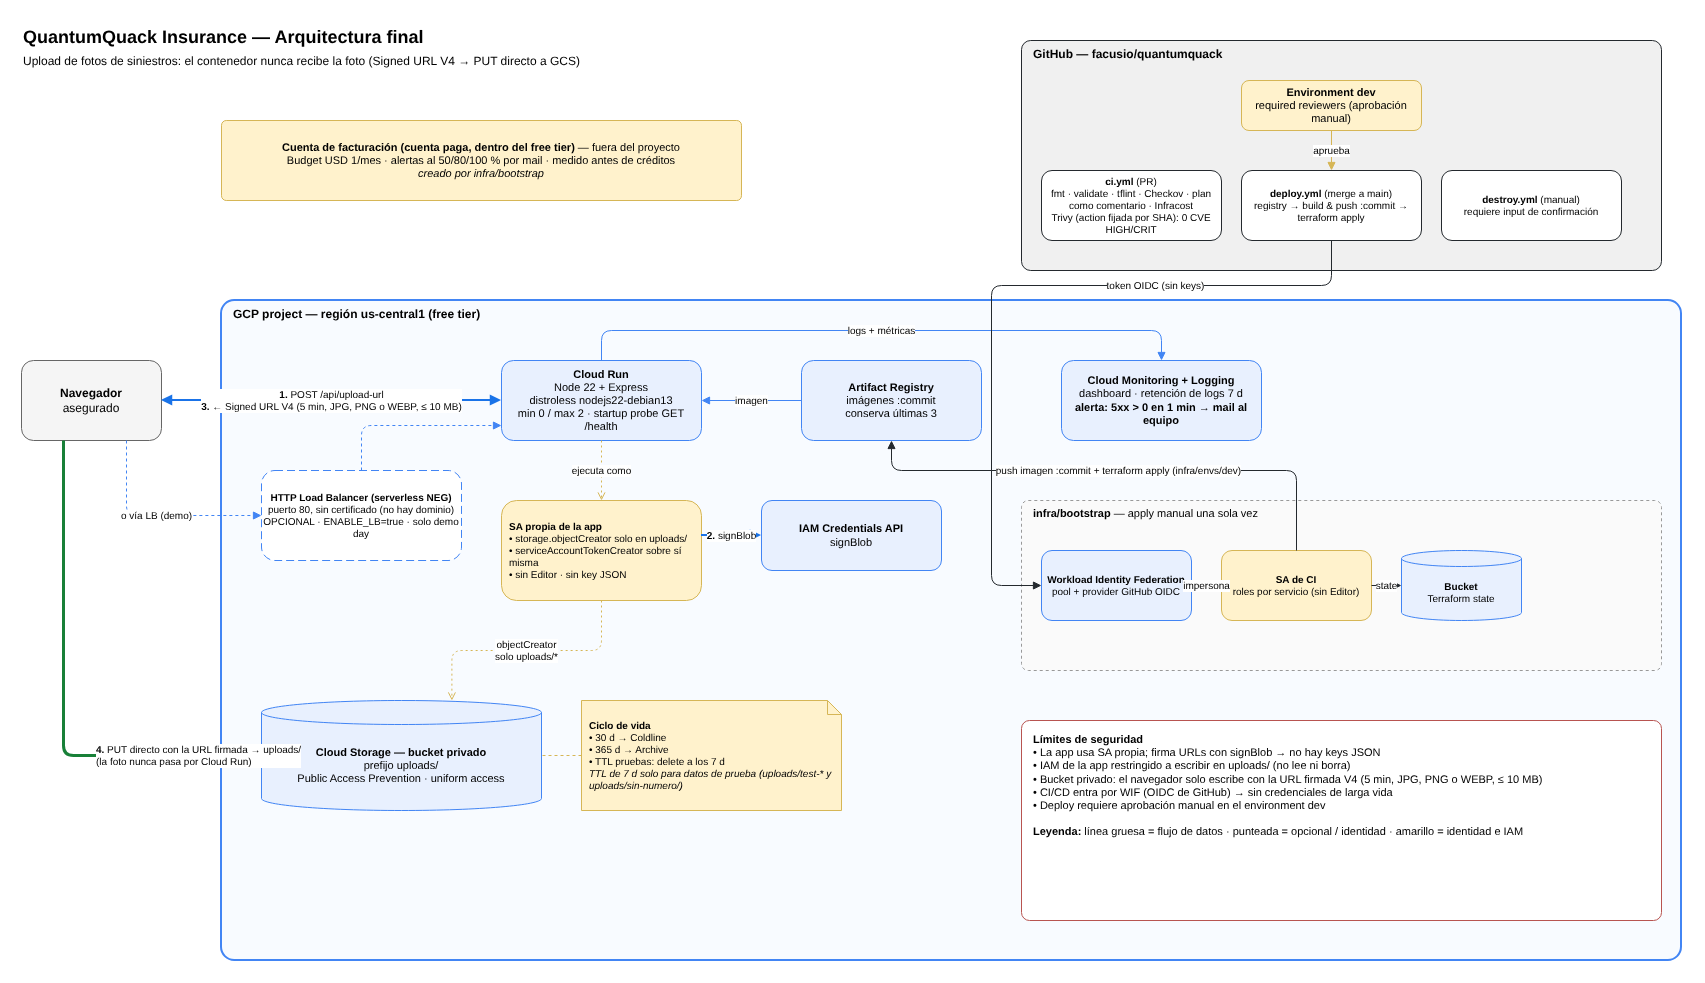 QuantumQuack Insurance — Arquitectura final
Upload de fotos de siniestros: el contenedor nunca recibe la foto (Signed URL V4 → PUT directo a GCS)
GitHub — facusio/quantumquack
Environment dev
required reviewers (aprobación
manual)
aprueba
ci.yml (PR)
fmt · validate · tflint · Checkov · plan
como comentario · Infracost
Trivy (action fijada por SHA): 0 CVE
HIGH/CRIT
deploy.yml (merge a main)
registry → build & push :commit →
terraform apply
destroy.yml (manual)
requiere input de confirmación
Cuenta de facturación (cuenta paga, dentro del free tier) — fuera del proyecto
Budget USD 1/mes · alertas al 50/80/100 % por mail · medido antes de créditos
creado por infra/bootstrap
token OIDC (sin keys)
GCP project — región us-central1 (free tier)
logs + métricas
Navegador
asegurado
1. POST /api/upload-url
3. ← Signed URL V4 (5 min, JPG, PNG o WEBP, ≤ 10 MB)
Cloud Run
Node 22 + Express
distroless nodejs22-debian13
min 0 / max 2 · startup probe GET
/health
imagen
Artifact Registry
imágenes :commit
conserva últimas 3
Cloud Monitoring + Logging
dashboard · retención de logs 7 d
alerta: 5xx > 0 en 1 min → mail al
equipo
ejecuta como
push imagen :commit + terraform apply (infra/envs/dev)
o vía LB (demo)
HTTP Load Balancer (serverless NEG)
puerto 80, sin certificado (no hay dominio)
OPCIONAL · ENABLE_LB=true · solo demo
day
SA propia de la app
• storage.objectCreator solo en uploads/
• serviceAccountTokenCreator sobre sí
misma
• sin Editor · sin key JSON
2. signBlob
IAM Credentials API
signBlob
infra/bootstrap — apply manual una sola vez
Workload Identity Federation
pool + provider GitHub OIDC
impersona
SA de CI
roles por servicio (sin Editor)
state
Bucket
Terraform state
objectCreator
solo uploads/*
4. PUT directo con la URL firmada → uploads/
(la foto nunca pasa por Cloud Run)
Cloud Storage — bucket privado
prefijo uploads/
Public Access Prevention · uniform access
Ciclo de vida
• 30 d → Coldline
• 365 d → Archive
• TTL pruebas: delete a los 7 d
TTL de 7 d solo para datos de prueba (uploads/test-* y
uploads/sin-numero/)
Límites de seguridad
• La app usa SA propia; firma URLs con signBlob → no hay keys JSON
• IAM de la app restringido a escribir en uploads/ (no lee ni borra)
• Bucket privado: el navegador solo escribe con la URL firmada V4 (5 min, JPG, PNG o WEBP, ≤ 10 MB)
• CI/CD entra por WIF (OIDC de GitHub) → sin credenciales de larga vida
• Deploy requiere aprobación manual en el environment dev
Leyenda: línea gruesa = flujo de datos · punteada = opcional / identidad · amarillo = identidad e IAM